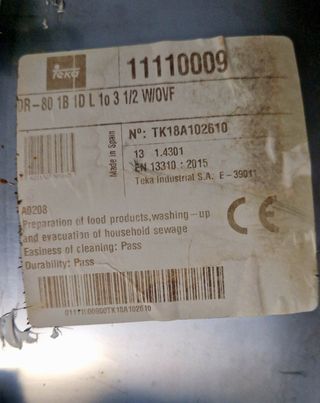 Teka
11110009
DR-80 1B 1D L 1o 3 1/2 W/OVF
Made in Spain
Nº: TK18A102610
13 1.4301
EN 13310 : 2015
Teka Industrial S.A. E-39011
A0208
Preparation of food products,washing-up
and evacuation of household sewage
Easiness of cleaning: Pass
Durability: Pass
CE